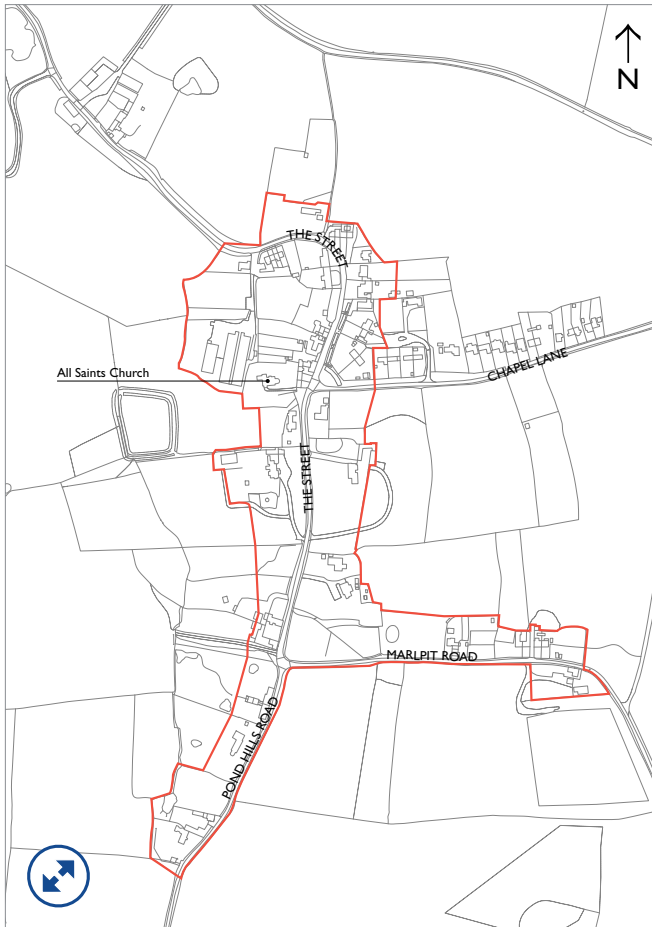 N
THE STREET
All Saints Church
CHAPEL LANE
THE STREET
MARLPIT ROAD
POND HILLS ROAD